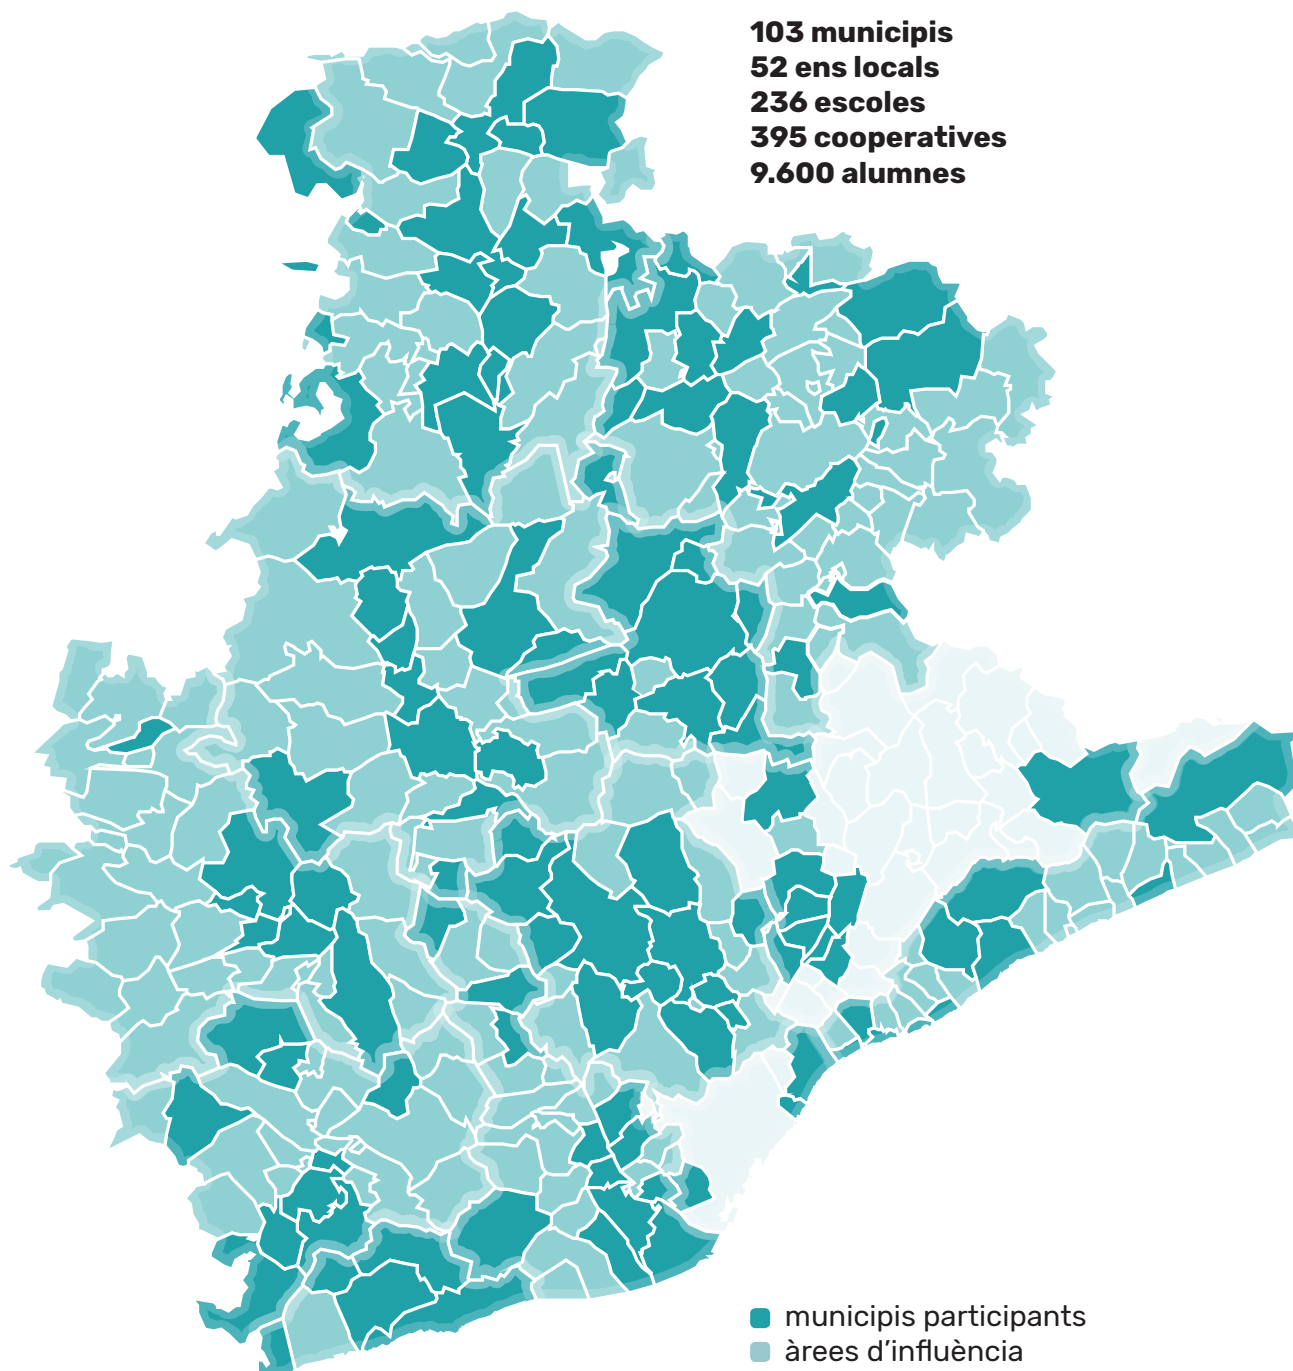 103 municipis
52 ens locals
236 escoles
395 cooperatives
9.600 alumnes
municipis participants
àrees d'influència